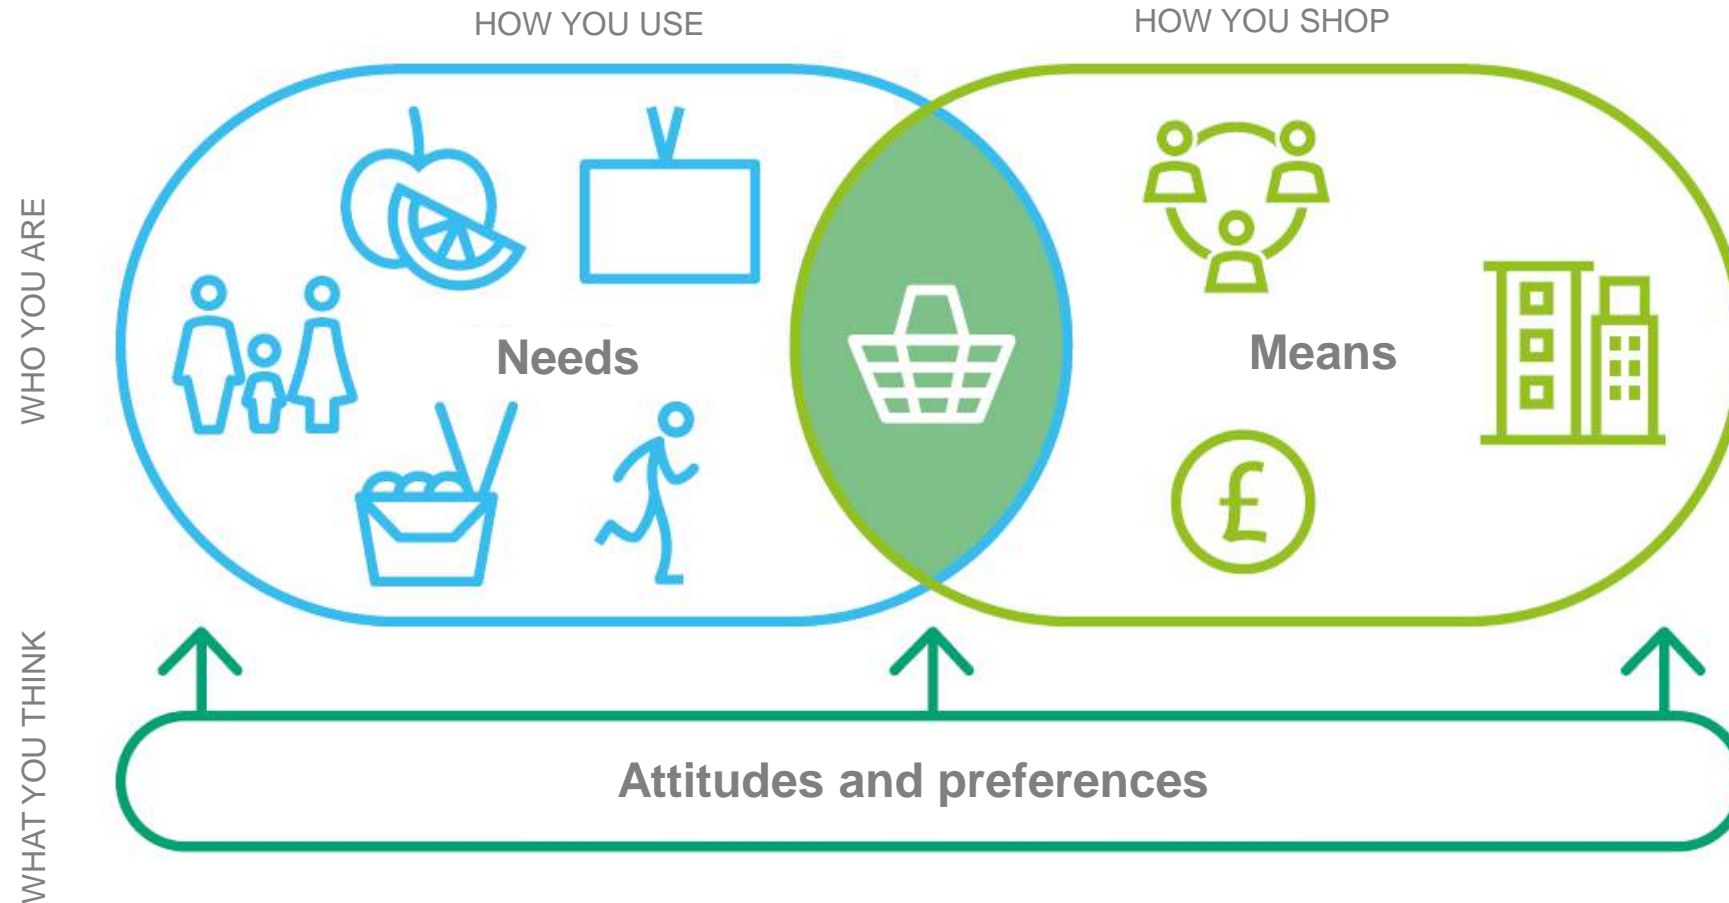 HOW YOU USE
HOW YOU SHOP
WHO YOU ARE
Needs
Means
£
WHAT YOU THINK
Attitudes and preferences